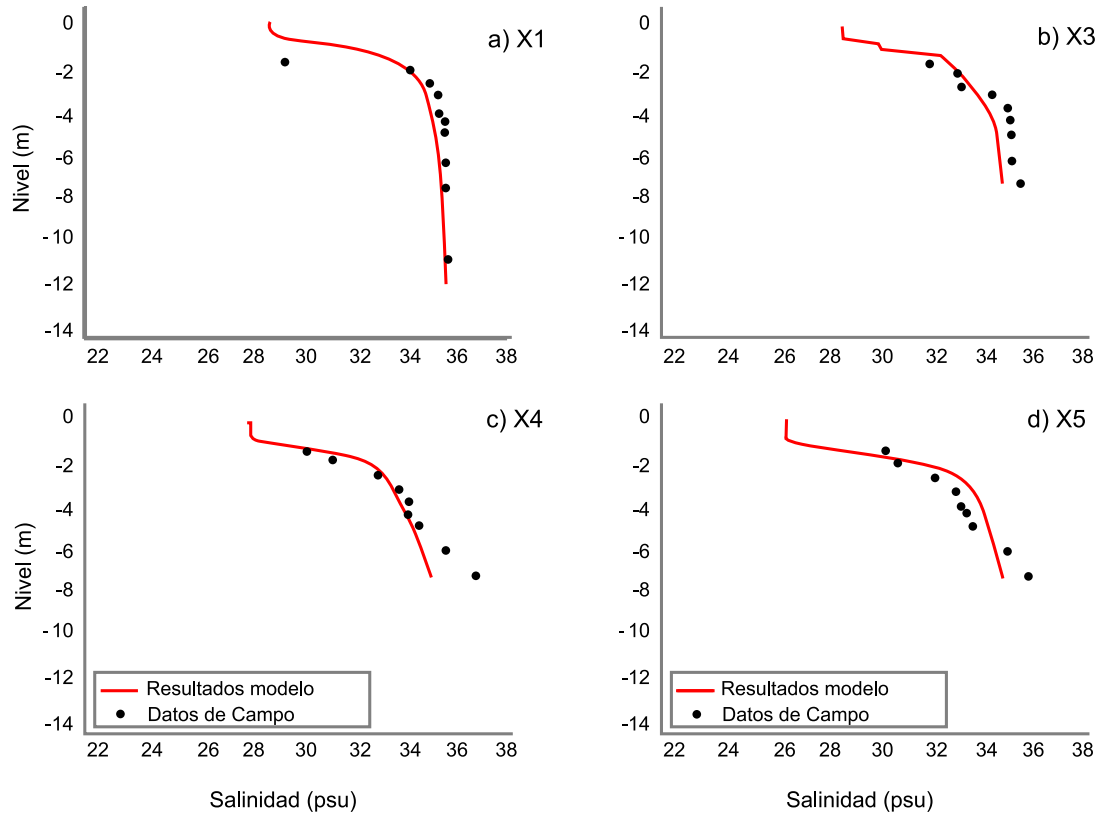 a) X1
Nivel (m)
0
-2
-4
-6
-8
-10
-12
-14
22 24 26 28 30 32 34 36 38
b) X3
0
-2
-4
-6
-8
-10
-12
-14
22 24 26 28 30 32 34 36 38
c) X4
Nivel (m)
0
-2
-4
-6
-8
-10
-12
-14
Resultados modelo
Datos de Campo
22 24 26 28 30 32 34 36 38
Salinidad (psu)
d) X5
0
-2
-4
-6
-8
-10
-12
-14
Resultados modelo
Datos de Campo
22 24 26 28 30 32 34 36 38
Salinidad (psu)